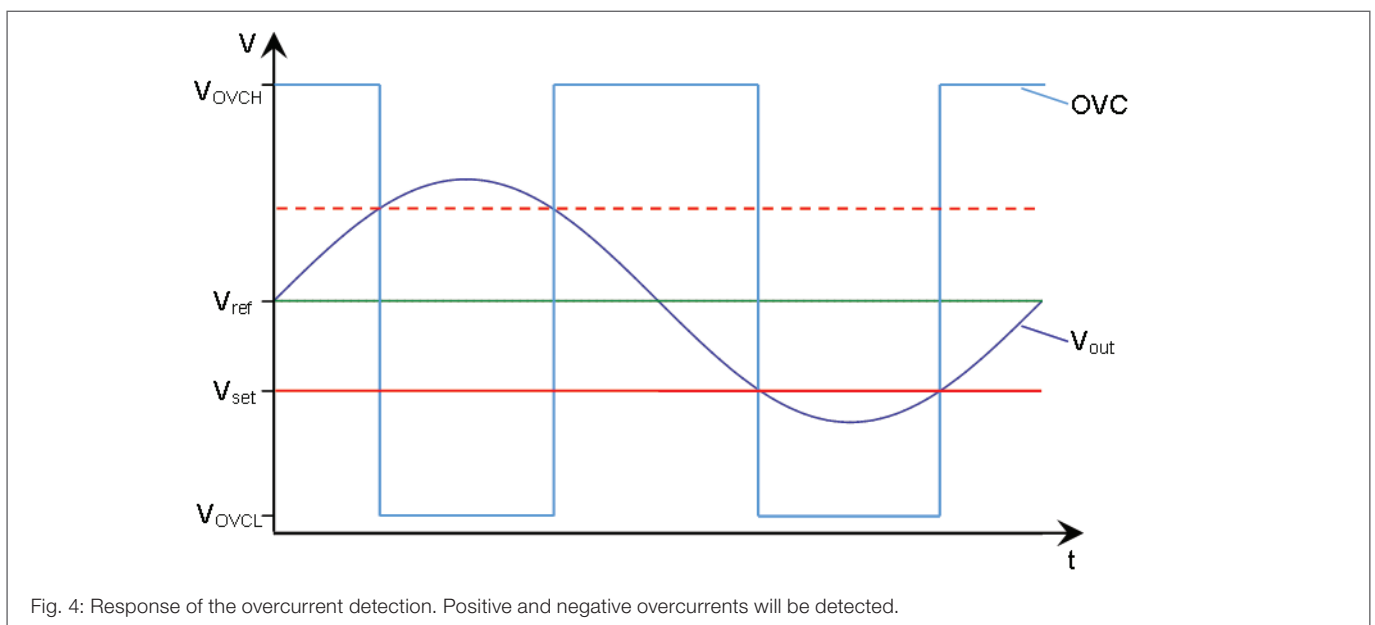 V
V_OVCH
OVC
V_ref
V_out
V_set
V_OVCL
t
Fig. 4: Response of the overcurrent detection. Positive and negative overcurrents will be detected.